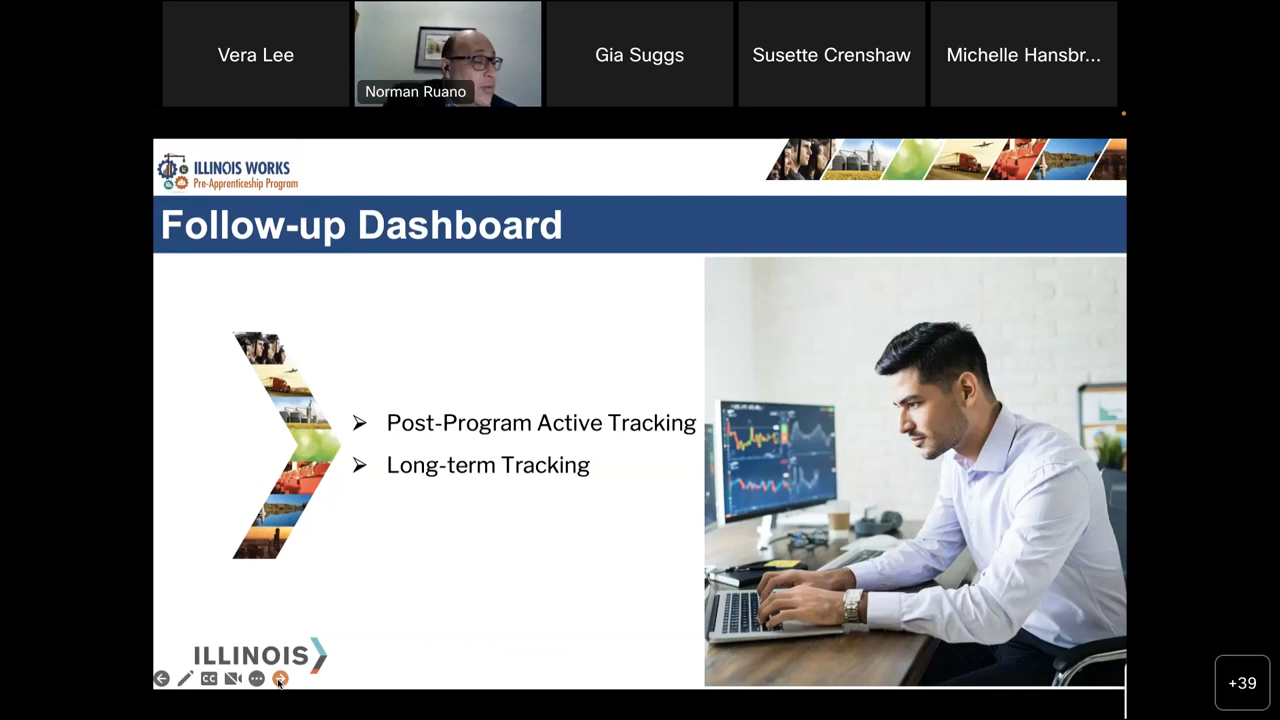 Vera Lee
Norman Ruano
Gia Suggs
Susette Crenshaw
Michelle Hansbr...
ILLINOIS WORKS
Pre-Apprenticeship Program
Follow-up Dashboard
➢ Post-Program Active Tracking
➢ Long-term Tracking
ILLINOIS
CC
+39